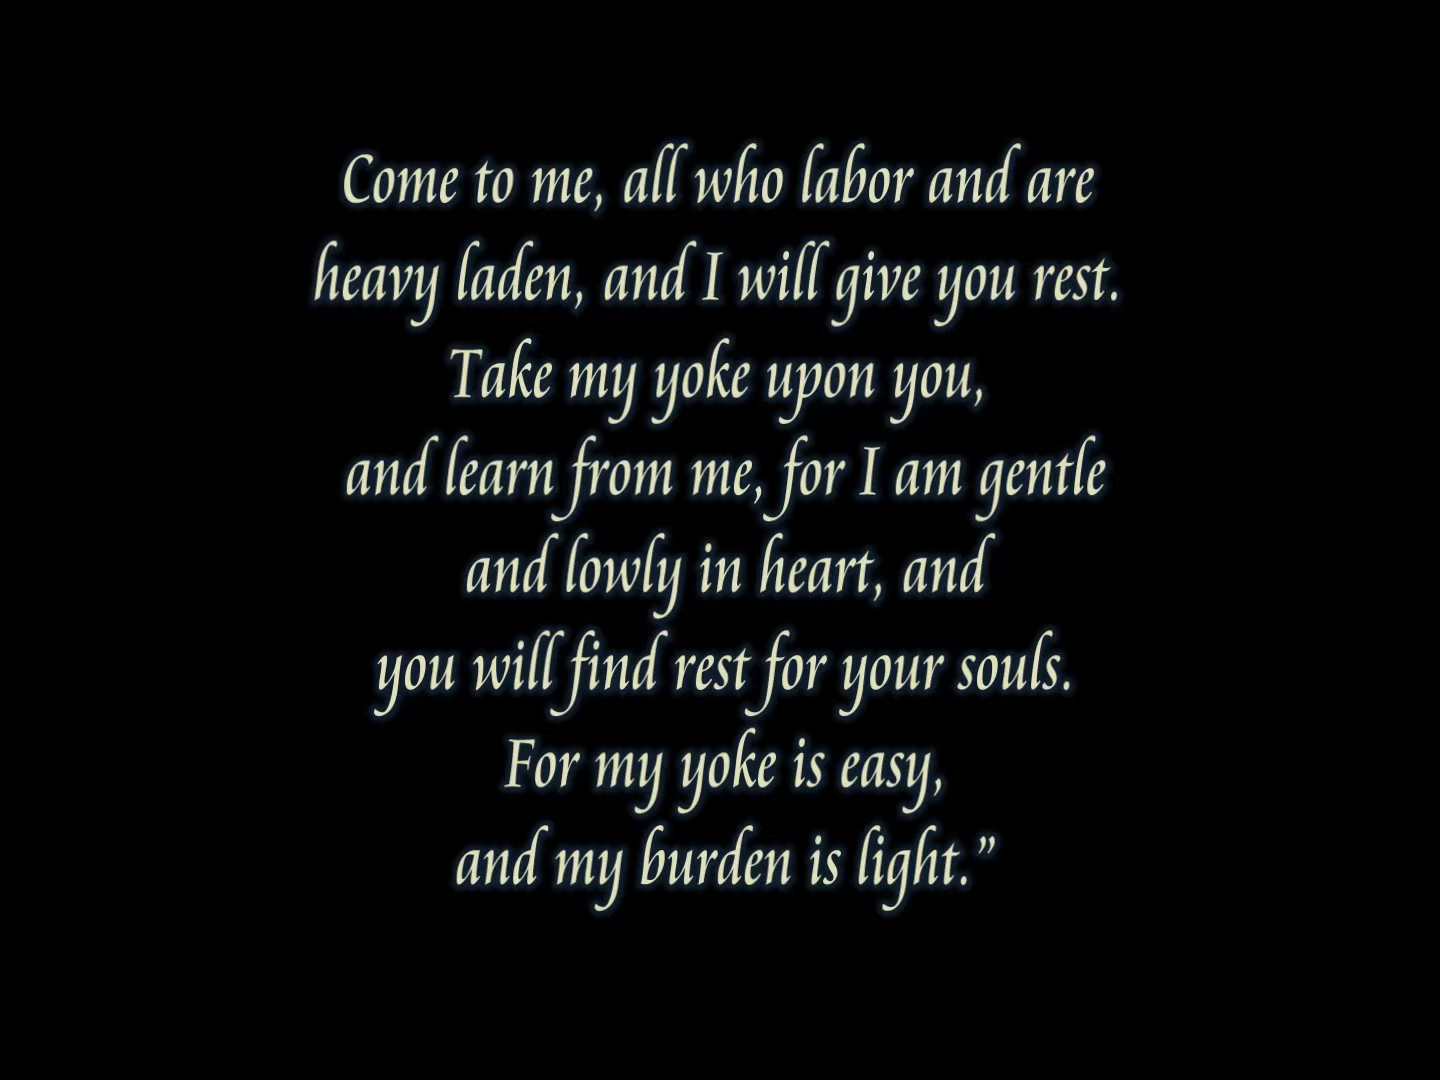 Come to me, all who labor and are
heavy laden, and I will give you rest.
Take my yoke upon you,
and learn from me, for I am gentle
and lowly in heart, and
you will find rest for your souls.
For my yoke is easy,
and my burden is light.”